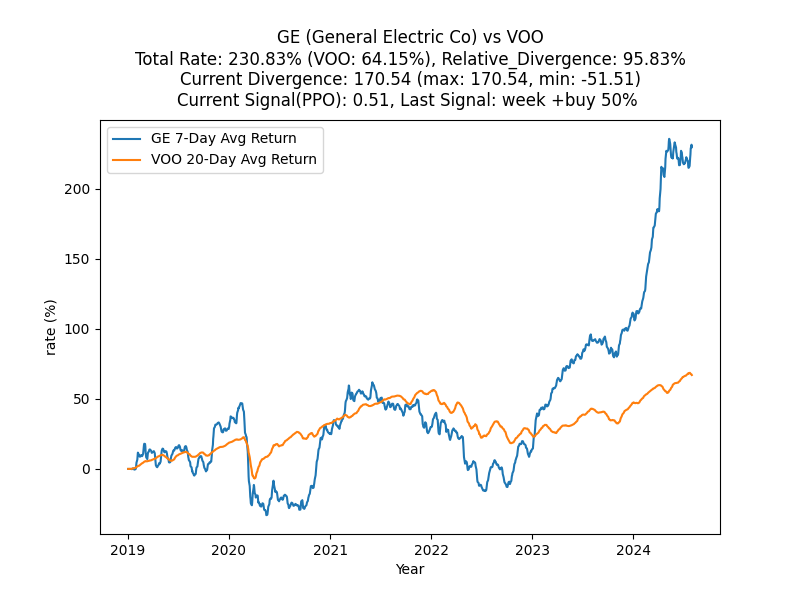 GE (General Electric Co) vs VOO
Total Rate: 230.83% (VOO: 64.15%), Relative_Divergence: 95.83%
Current Divergence: 170.54 (max: 170.54, min: -51.51)
Current Signal(PPO): 0.51, Last Signal: week +buy 50%
GE 7-Day Avg Return
VOO 20-Day Avg Return
200
150
100
50
0
rate (%)
2019
2020
2021
2022
2023
2024
Year